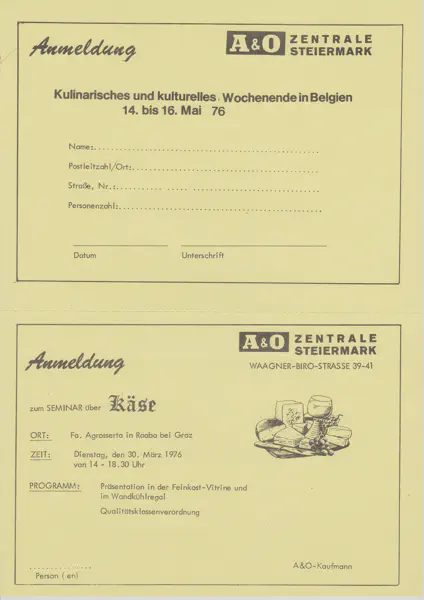 Anmeldung
A&O ZENTRALE
STEIERMARK
Kulinarisches und kulturelles Wochenende in Belgien
14. bis 16. Mai 76
Name:
Postleitzahl/Ort:
Straße, Nr.:
Personenzahl:
Datum Unterschrift
Anmeldung
A&O ZENTRALE
STEIERMARK
WAAGNER-BIRO-STRASSE 39-41
zum SEMINAR über Käse
ORT: Fa. Agrosserta in Raaba bei Graz
ZEIT: Dienstag, den 30. März 1976
von 14 - 18.30 Uhr
PROGRAMM: Präsentation in der Feinkost-Vitrine und
im Wandkühlregal
Qualitätsklassenverordnung
Person (en)
A&O-Kaufmann